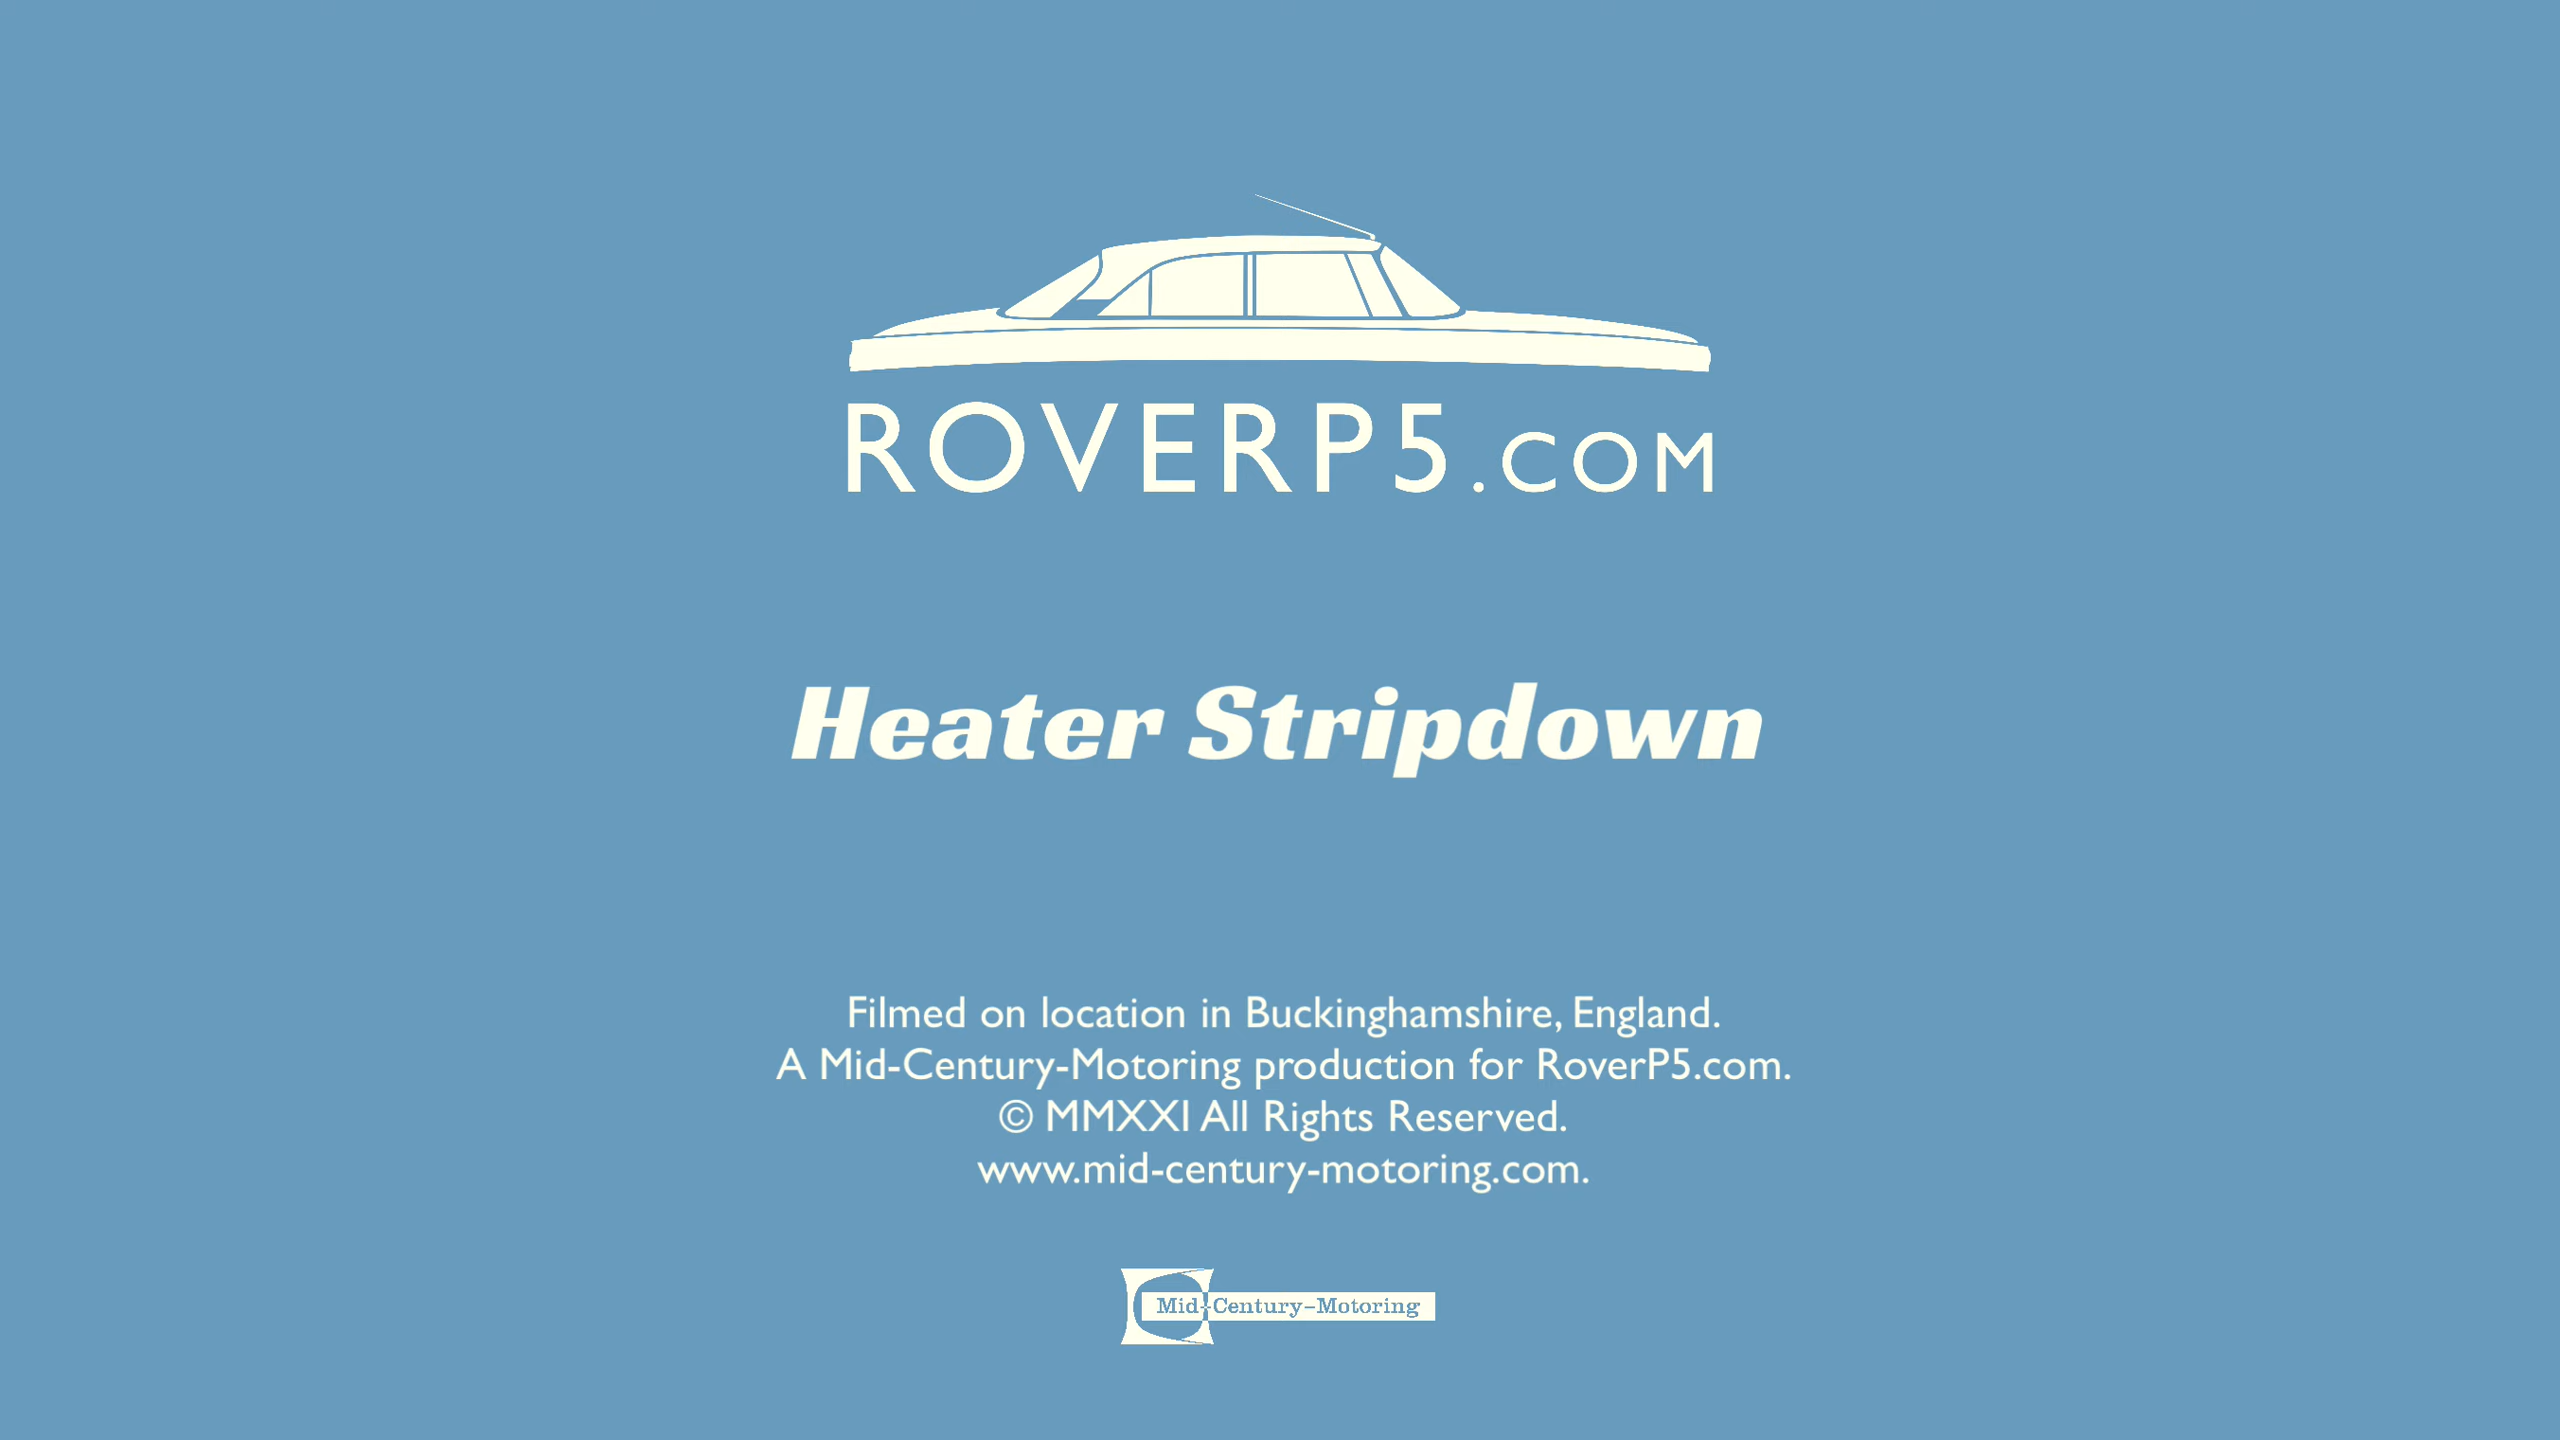 ROVERP5.COM
Heater Stripdown
Filmed on location in Buckinghamshire, England.
A Mid-Century-Motoring production for RoverP5.com.
© MMXXI All Rights Reserved.
www.mid-century-motoring.com.
Mid-Century-Motoring